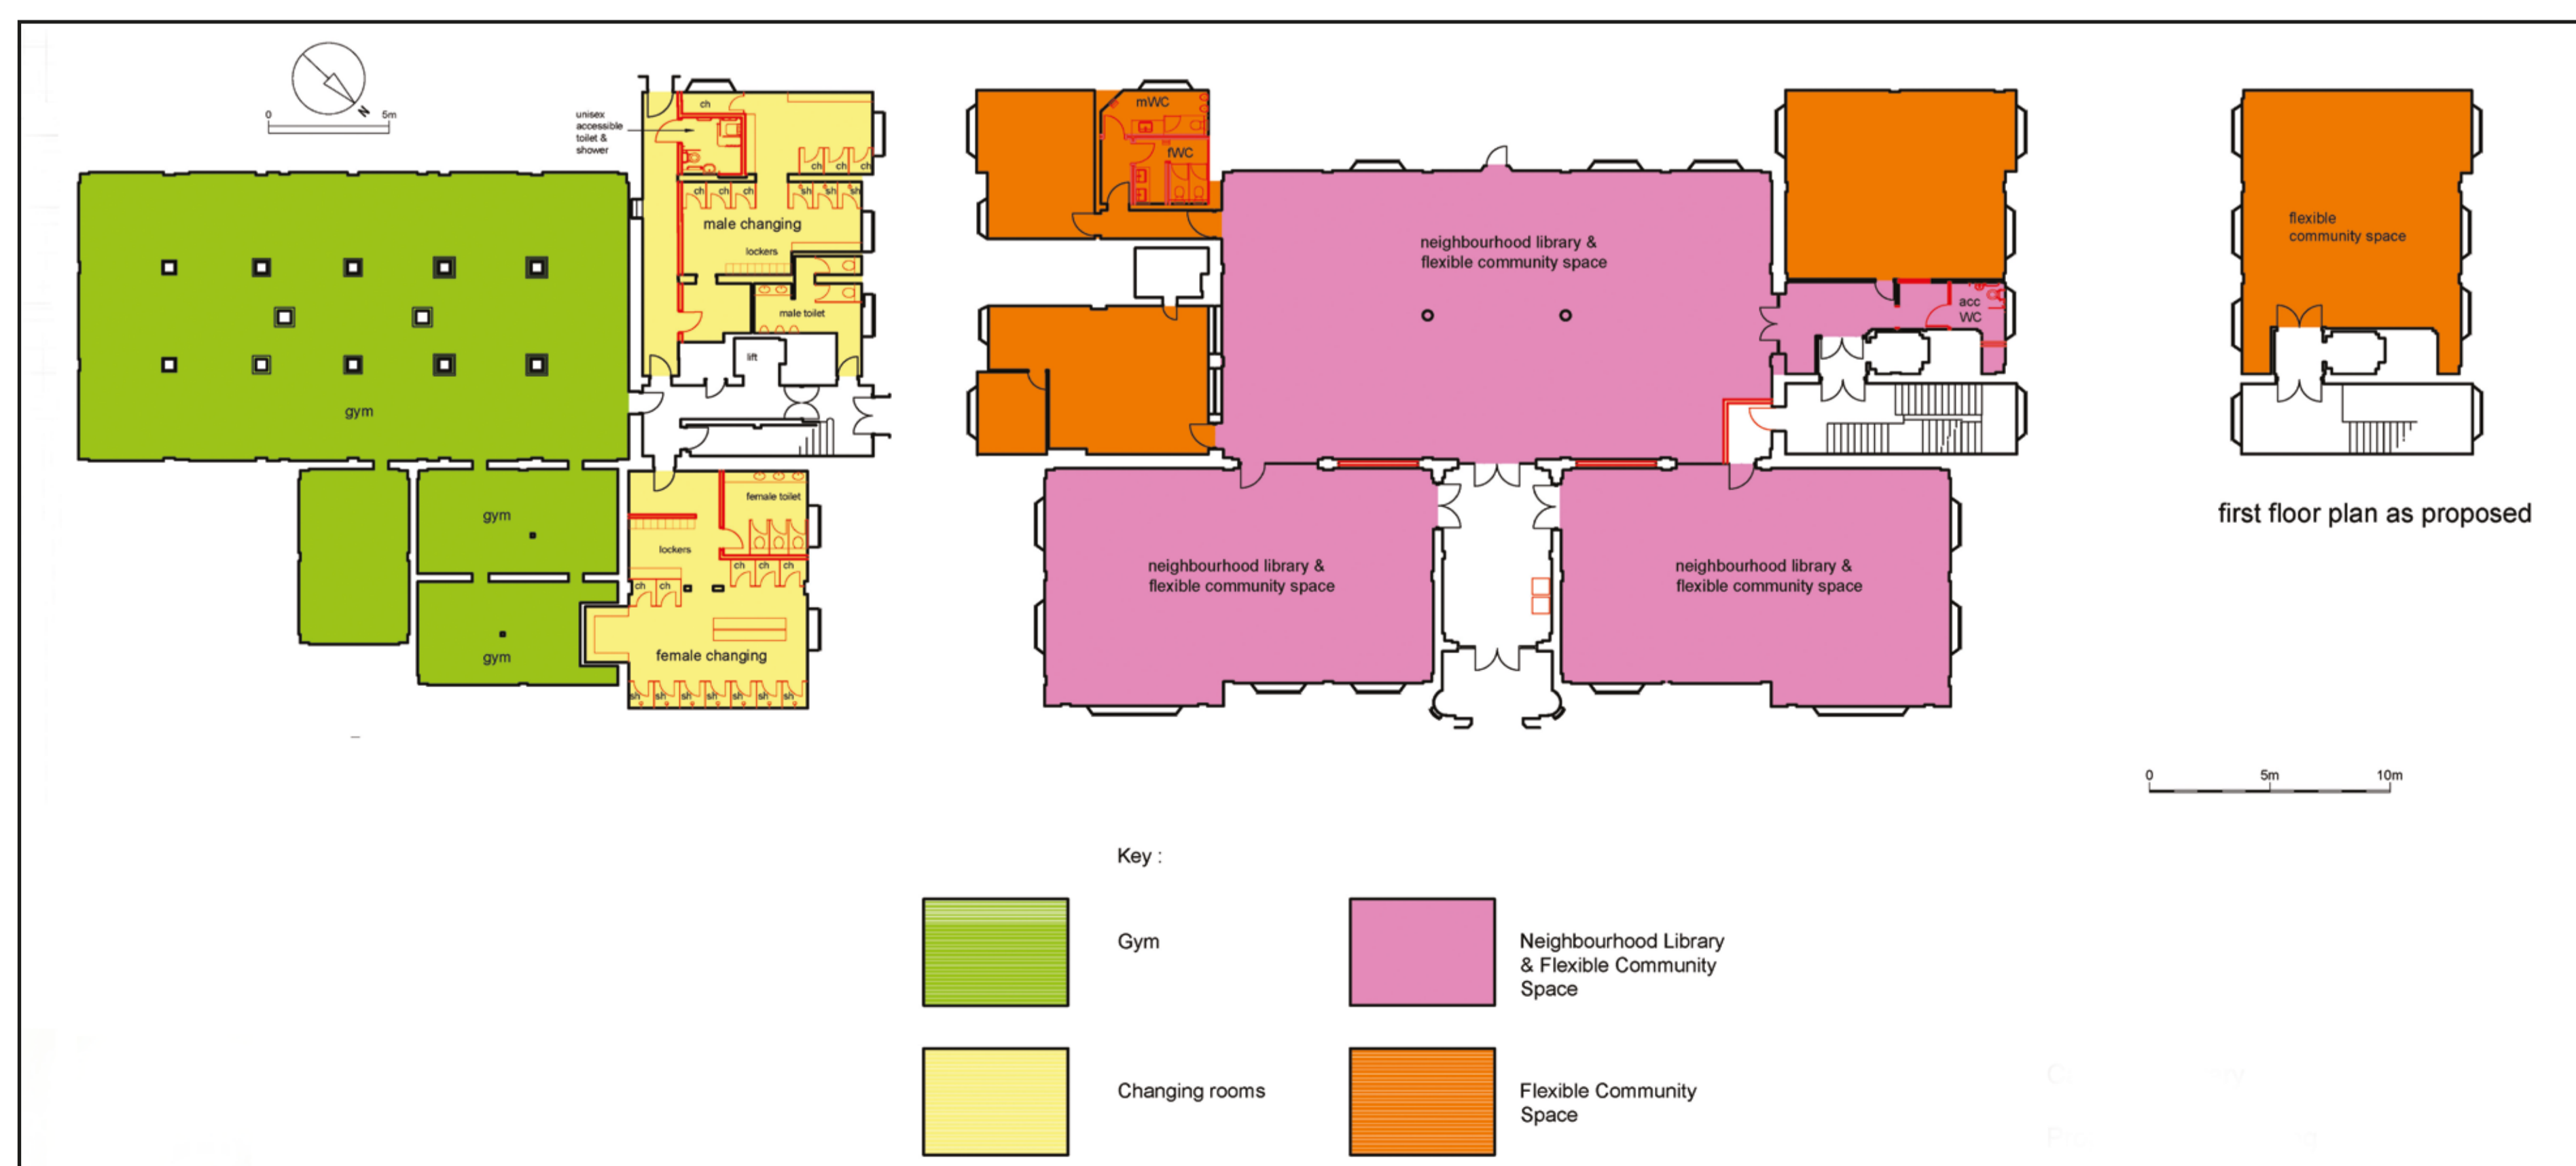 N
0 5m
unisex
accessible
toilet &
shower
ch
ch ch ch
ch ch ch
sh sh sh
male changing
lockers
male toilet
lift
gym
gym
gym
female toilet
lockers
ch ch ch
ch ch
female changing
sh sh sh sh sh sh sh
mWC
fWC
neighbourhood library &
flexible community space
acc
WC
neighbourhood library &
flexible community space
neighbourhood library &
flexible community space
flexible
community space
first floor plan as proposed
0 5m 10m
Key :
Gym
Neighbourhood Library
& Flexible Community
Space
Changing rooms
Flexible Community
Space